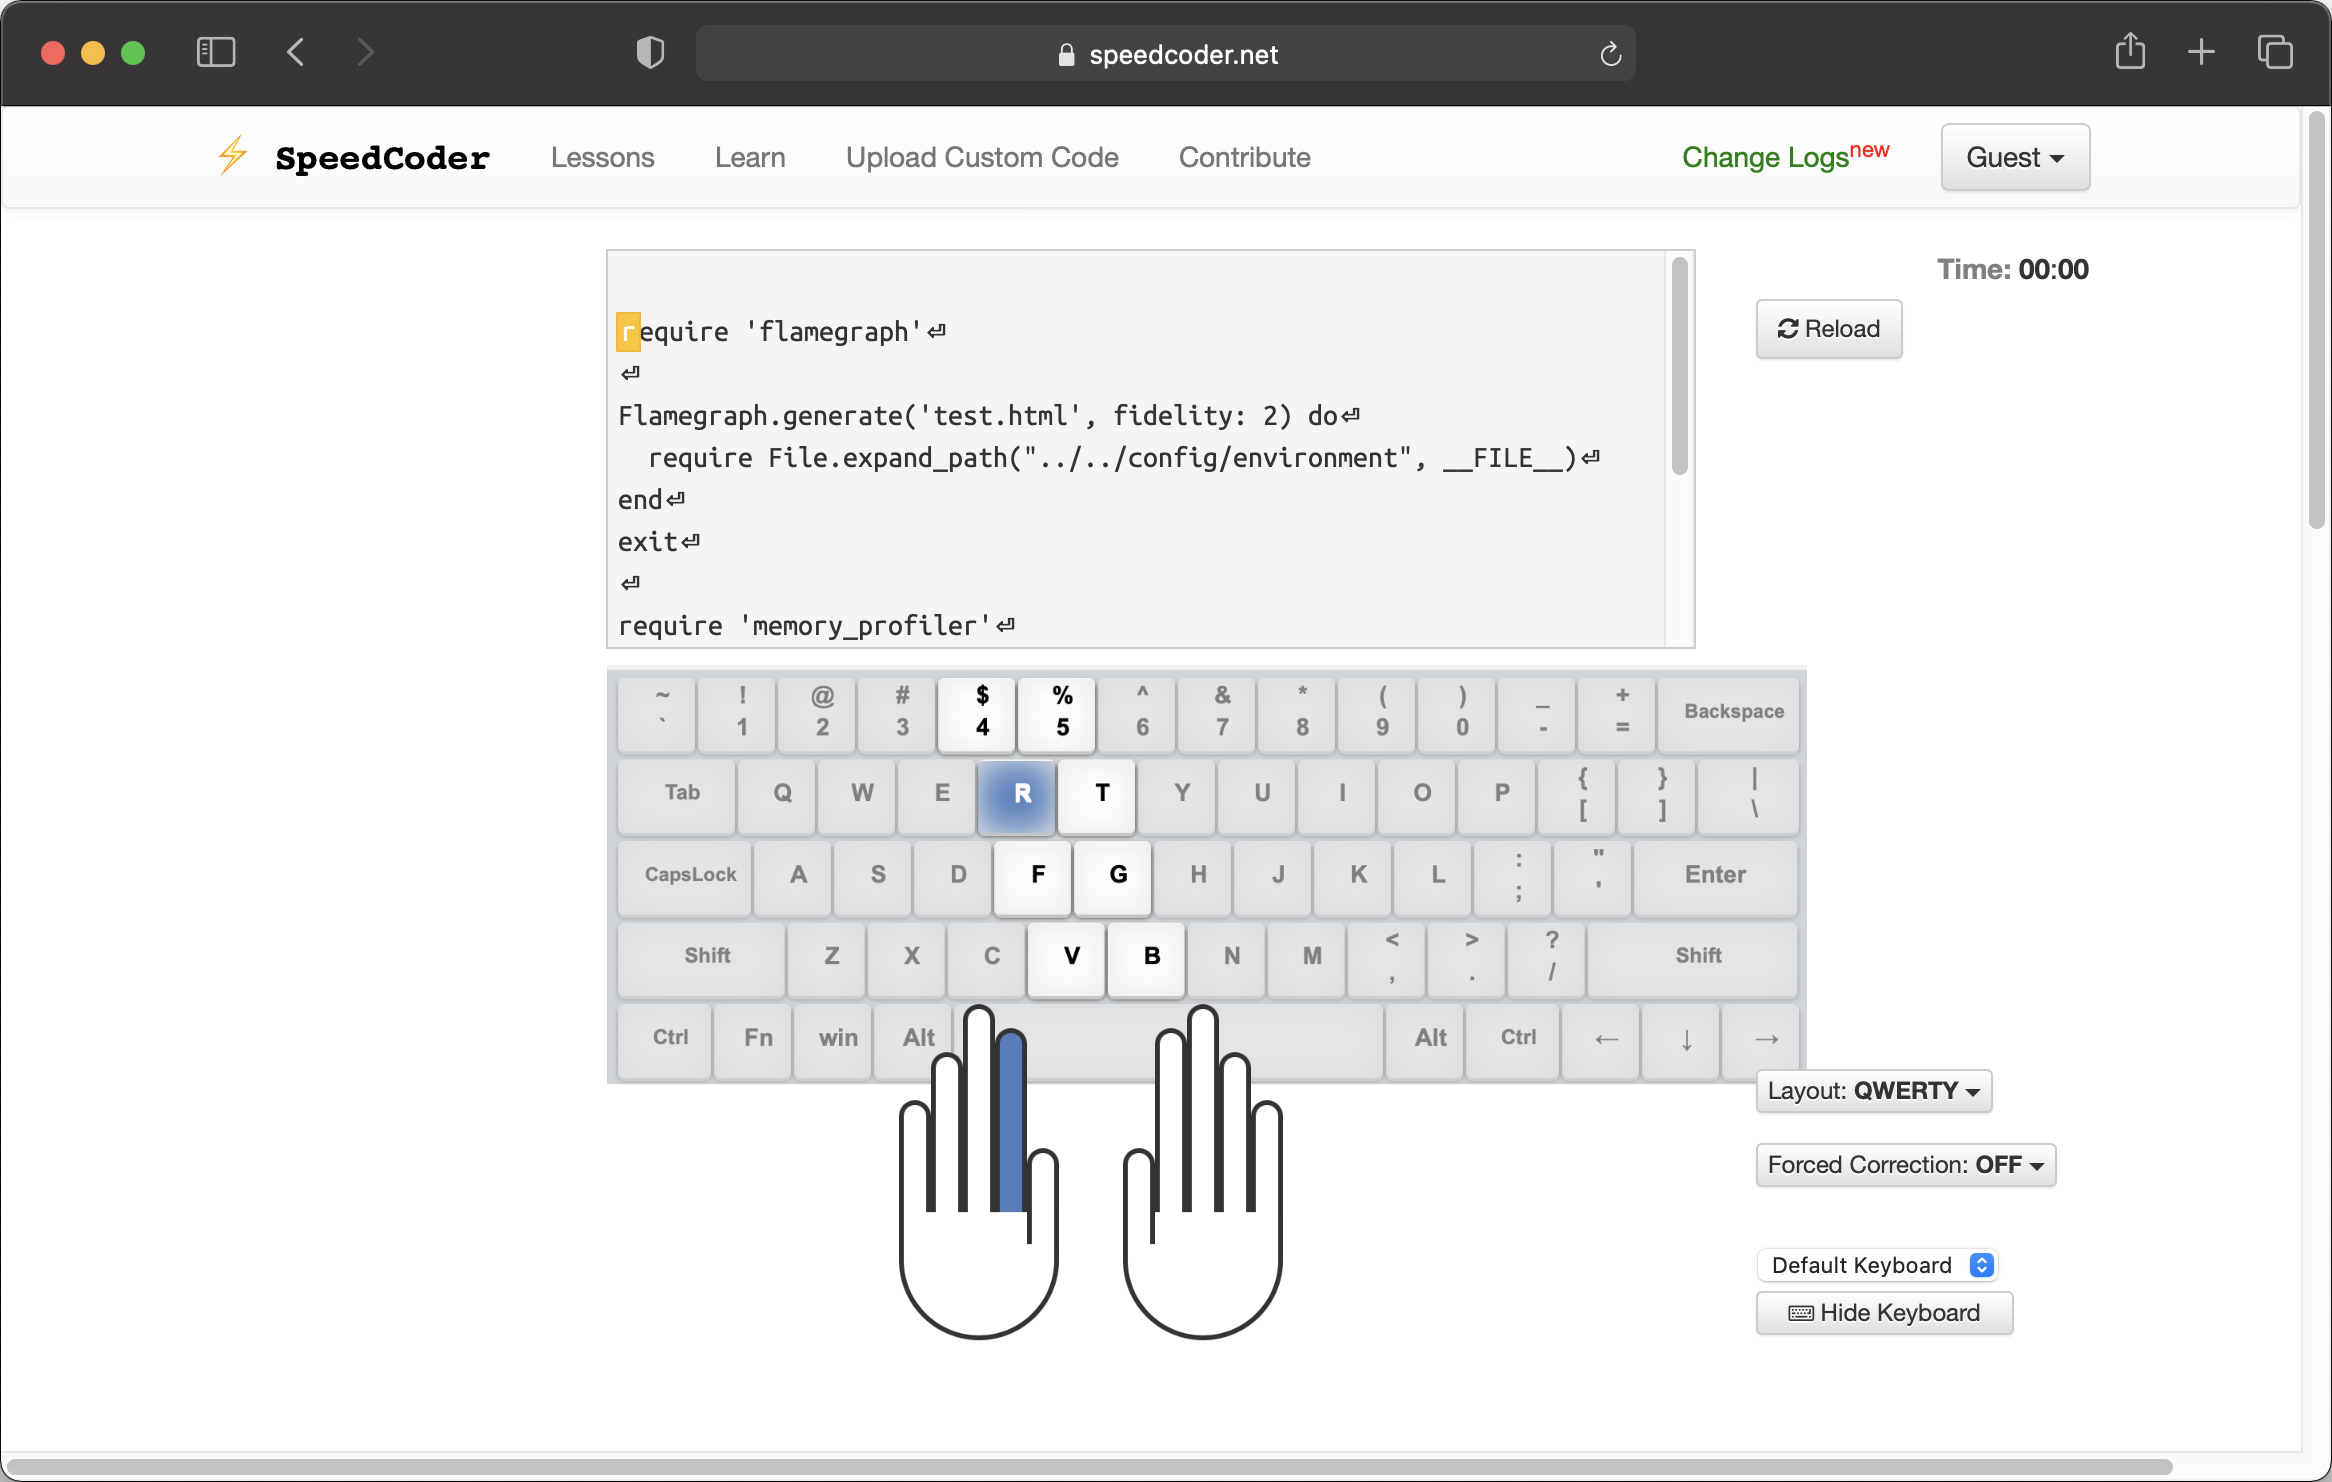 speedcoder.net
SpeedCoder Lessons Learn Upload Custom Code Contribute Change Logs new Guest
Time: 00:00
Reload
require 'flamegraph'⏎
⏎
Flamegraph.generate('test.html', fidelity: 2) do⏎
  require File.expand_path("../../config/environment", __FILE__)⏎
end⏎
exit⏎
⏎
require 'memory_profiler'⏎
~ ! @ # $ % ^ & * ( ) _ +
` 1 2 3 4 5 6 7 8 9 0 - = Backspace
Tab Q W E R T Y U I O P { [ } ] | \
CapsLock A S D F G H J K L : ; " ' Enter
Shift Z X C V B N M < , > . ? / Shift
Ctrl Fn win Alt Alt Ctrl ← ↓ →
Layout: QWERTY
Forced Correction: OFF
Default Keyboard
Hide Keyboard